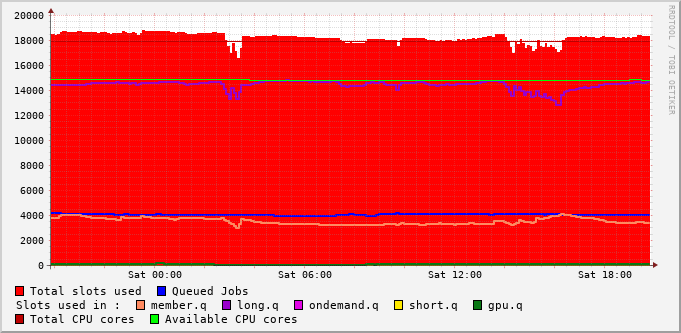 20000
18000
16000
14000
12000
10000
8000
6000
4000
2000
0
Sat 00:00 Sat 06:00 Sat 12:00 Sat 18:00
Total slots used Queued Jobs
Slots used in : member.q long.q ondemand.q short.q gpu.q
Total CPU cores Available CPU cores
RRDTOOL / TOBI OETIKER